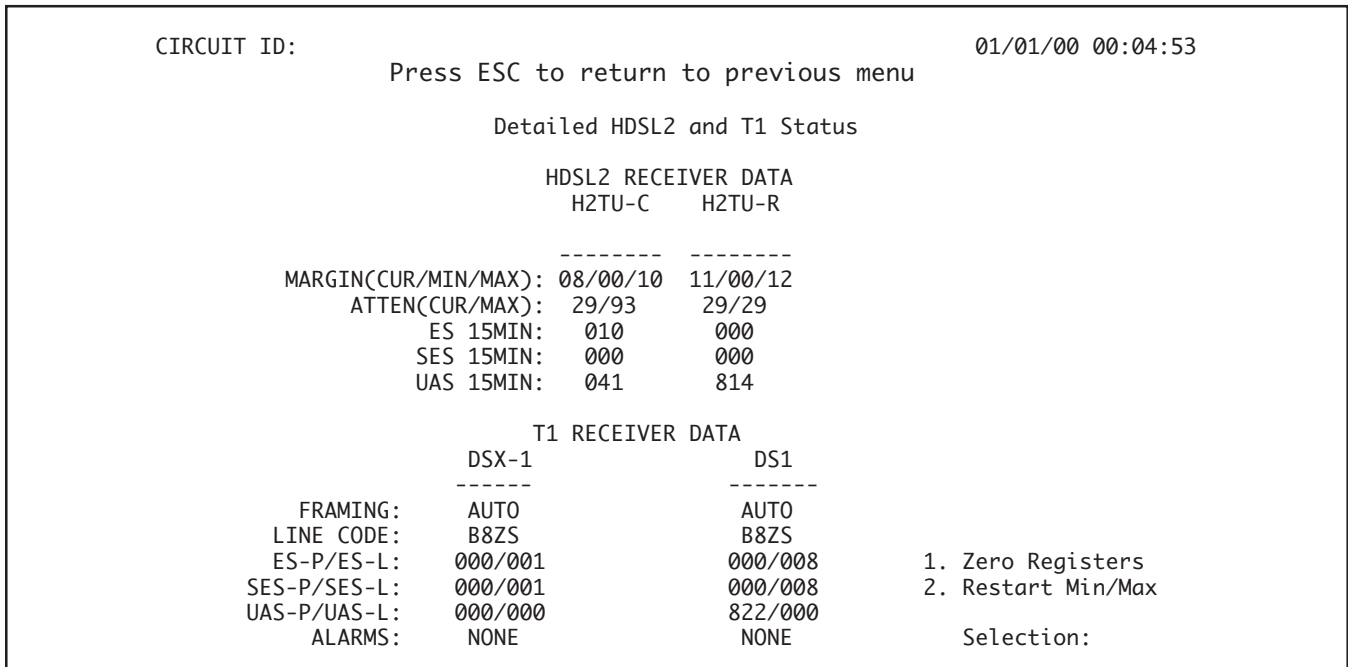 CIRCUIT ID: 01/01/00 00:04:53
Press ESC to return to previous menu
Detailed HDSL2 and T1 Status
HDSL2 RECEIVER DATA
H2TU-C H2TU-R
-------- --------
MARGIN(CUR/MIN/MAX): 08/00/10 11/00/12
ATTEN(CUR/MAX): 29/93 29/29
ES 15MIN: 010 000
SES 15MIN: 000 000
UAS 15MIN: 041 814
T1 RECEIVER DATA
DSX-1 DS1
------ -------
FRAMING: AUTO AUTO
LINE CODE: B8ZS B8ZS
ES-P/ES-L: 000/001 000/008 1. Zero Registers
SES-P/SES-L: 000/001 000/008 2. Restart Min/Max
UAS-P/UAS-L: 000/000 822/000
ALARMS: NONE NONE Selection: